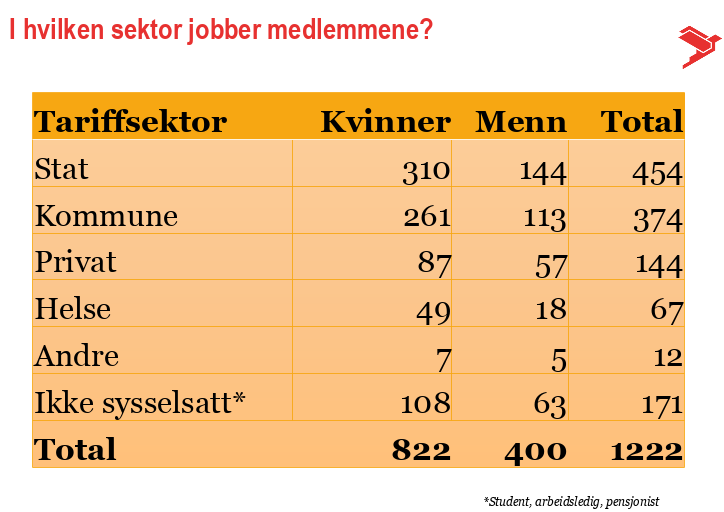 I hvilken sektor jobber medlemmene?
Tariffsektor Kvinner Menn Total
Stat 310 144 454
Kommune 261 113 374
Privat 87 57 144
Helse 49 18 67
Andre 7 5 12
Ikke sysselsatt* 108 63 171
Total 822 400 1222
*Student, arbeidsledig, pensjonist